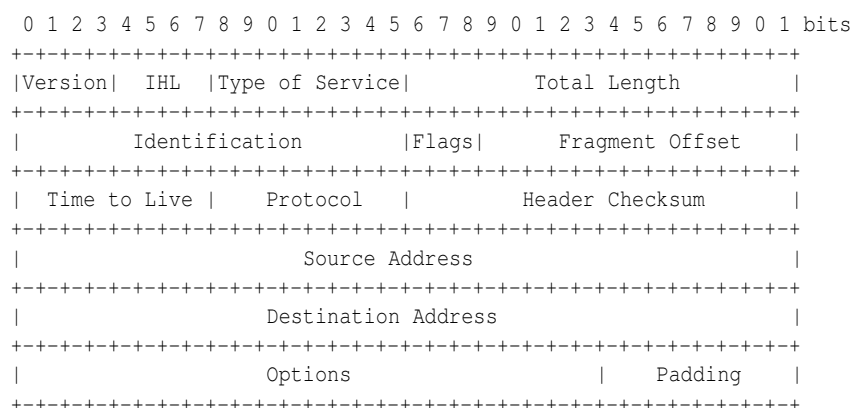 0 1 2 3 4 5 6 7 8 9 0 1 2 3 4 5 6 7 8 9 0 1 2 3 4 5 6 7 8 9 0 1 bits
+-+-+-+-+-+-+-+-+-+-+-+-+-+-+-+-+-+-+-+-+-+-+-+-+-+-+-+-+-+-+-+-+
|Version|  IHL  |Type of Service|          Total Length         |
+-+-+-+-+-+-+-+-+-+-+-+-+-+-+-+-+-+-+-+-+-+-+-+-+-+-+-+-+-+-+-+-+
|         Identification        |Flags|      Fragment Offset    |
+-+-+-+-+-+-+-+-+-+-+-+-+-+-+-+-+-+-+-+-+-+-+-+-+-+-+-+-+-+-+-+-+
|  Time to Live |    Protocol   |         Header Checksum       |
+-+-+-+-+-+-+-+-+-+-+-+-+-+-+-+-+-+-+-+-+-+-+-+-+-+-+-+-+-+-+-+-+
|                       Source Address                          |
+-+-+-+-+-+-+-+-+-+-+-+-+-+-+-+-+-+-+-+-+-+-+-+-+-+-+-+-+-+-+-+-+
|                    Destination Address                        |
+-+-+-+-+-+-+-+-+-+-+-+-+-+-+-+-+-+-+-+-+-+-+-+-+-+-+-+-+-+-+-+-+
|                    Options                    |    Padding    |
+-+-+-+-+-+-+-+-+-+-+-+-+-+-+-+-+-+-+-+-+-+-+-+-+-+-+-+-+-+-+-+-+